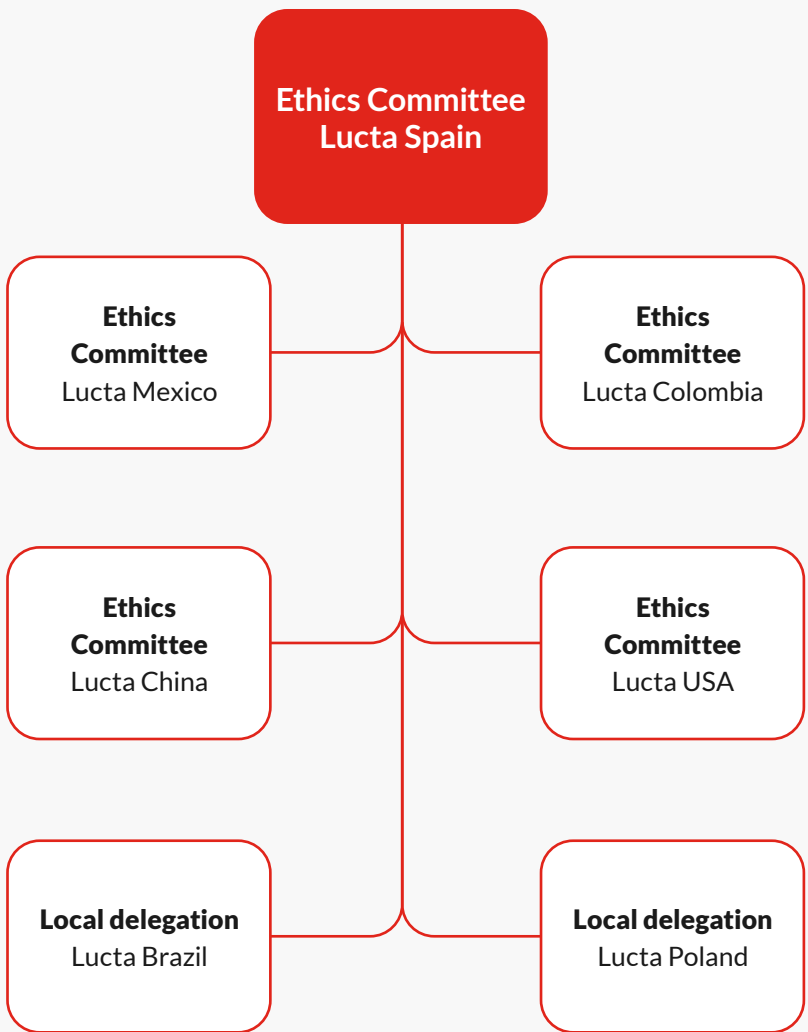 Ethics Committee
Lucta Spain
Ethics
Committee
Lucta Mexico
Ethics
Committee
Lucta Colombia
Ethics
Committee
Lucta China
Ethics
Committee
Lucta USA
Local delegation
Lucta Brazil
Local delegation
Lucta Poland